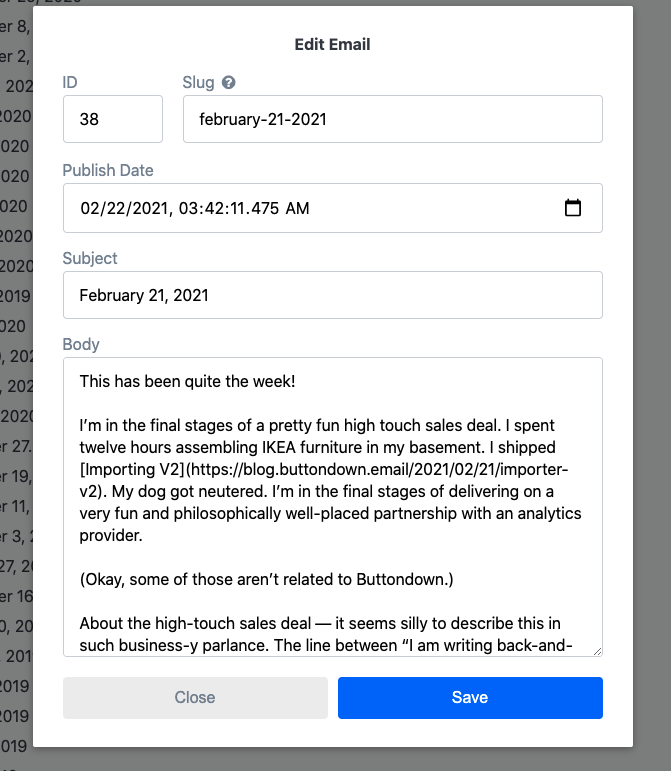 Edit Email
ID
Slug
38
february-21-2021
Publish Date
02/22/2021, 03:42:11.475 AM
Subject
February 21, 2021
Body
This has been quite the week!
I’m in the final stages of a pretty fun high touch sales deal. I spent
twelve hours assembling IKEA furniture in my basement. I shipped
[Importing V2](https://blog.buttondown.email/2021/02/21/importer-
v2). My dog got neutered. I’m in the final stages of delivering on a
very fun and philosophically well-placed partnership with an analytics
provider.
(Okay, some of those aren’t related to Buttondown.)
About the high-touch sales deal — it seems silly to describe this in
such business-y parlance. The line between “I am writing back-and-
Close
Save